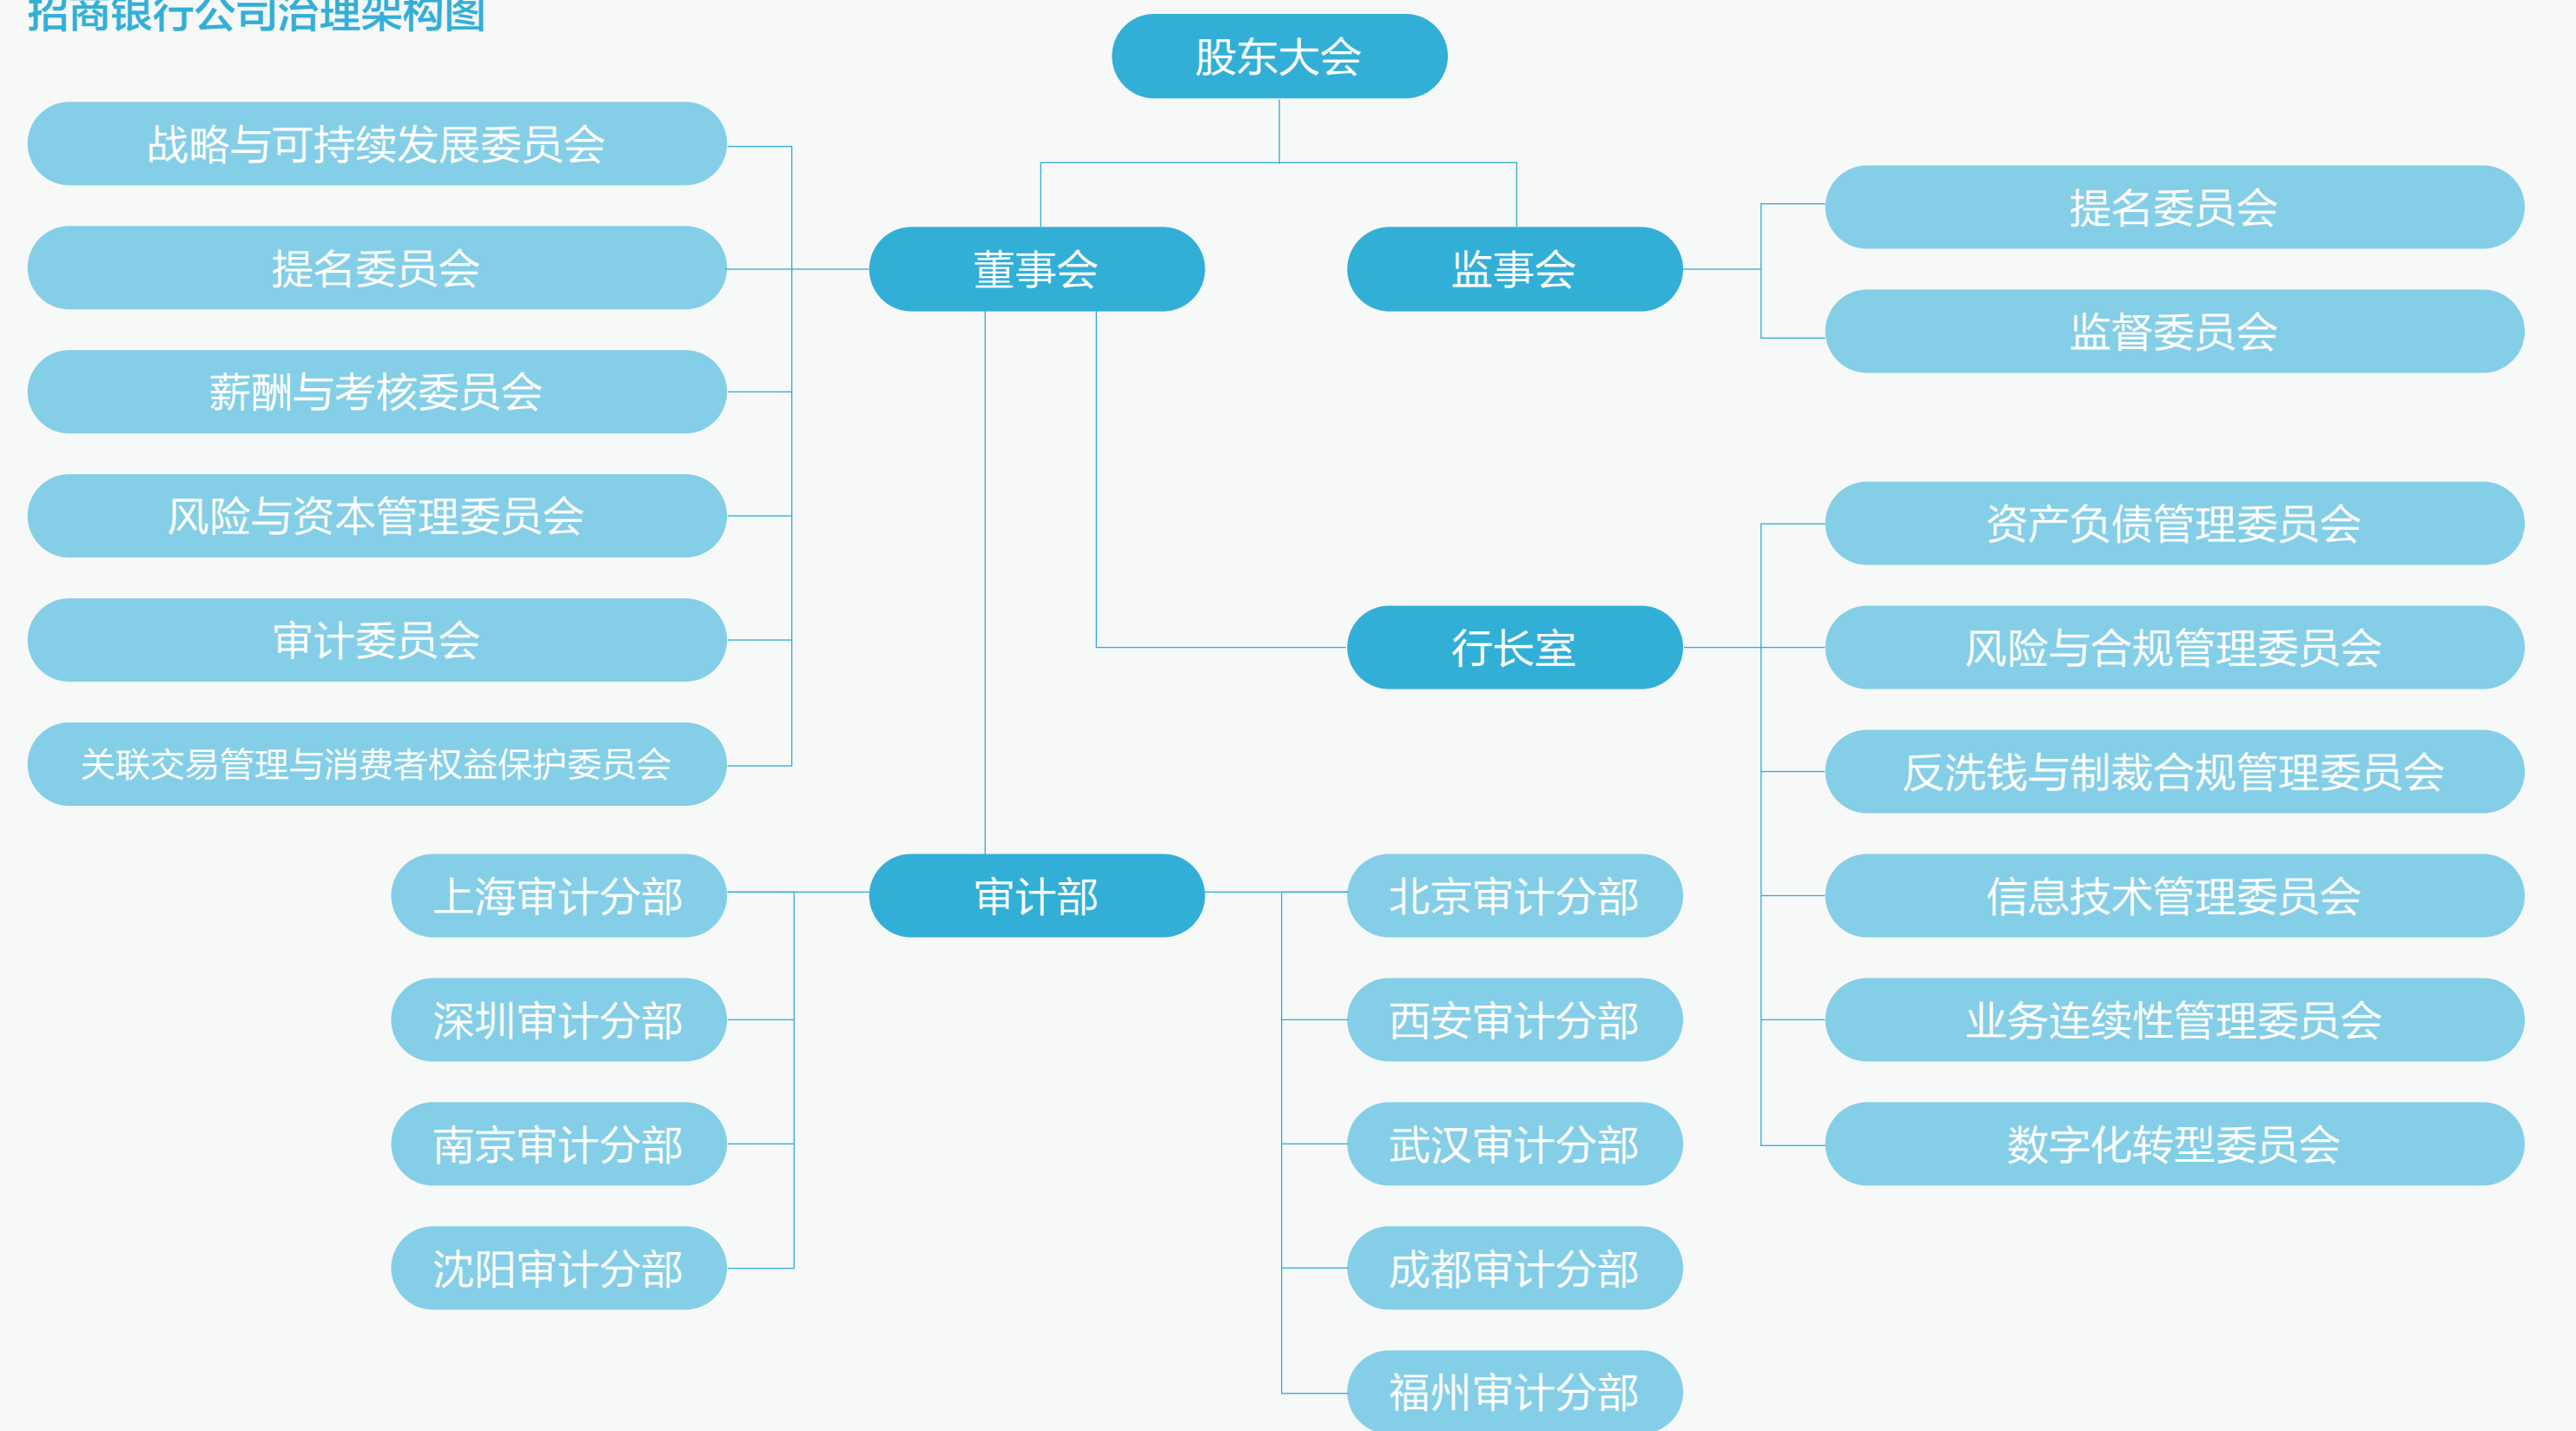 招商银行公司治理架构图
股东大会
战略与可持续发展委员会
提名委员会
薪酬与考核委员会
风险与资本管理委员会
审计委员会
关联交易管理与消费者权益保护委员会
董事会
监事会
提名委员会
监督委员会
行长室
资产负债管理委员会
风险与合规管理委员会
反洗钱与制裁合规管理委员会
信息技术管理委员会
业务连续性管理委员会
数字化转型委员会
审计部
上海审计分部
深圳审计分部
南京审计分部
沈阳审计分部
北京审计分部
西安审计分部
武汉审计分部
成都审计分部
福州审计分部